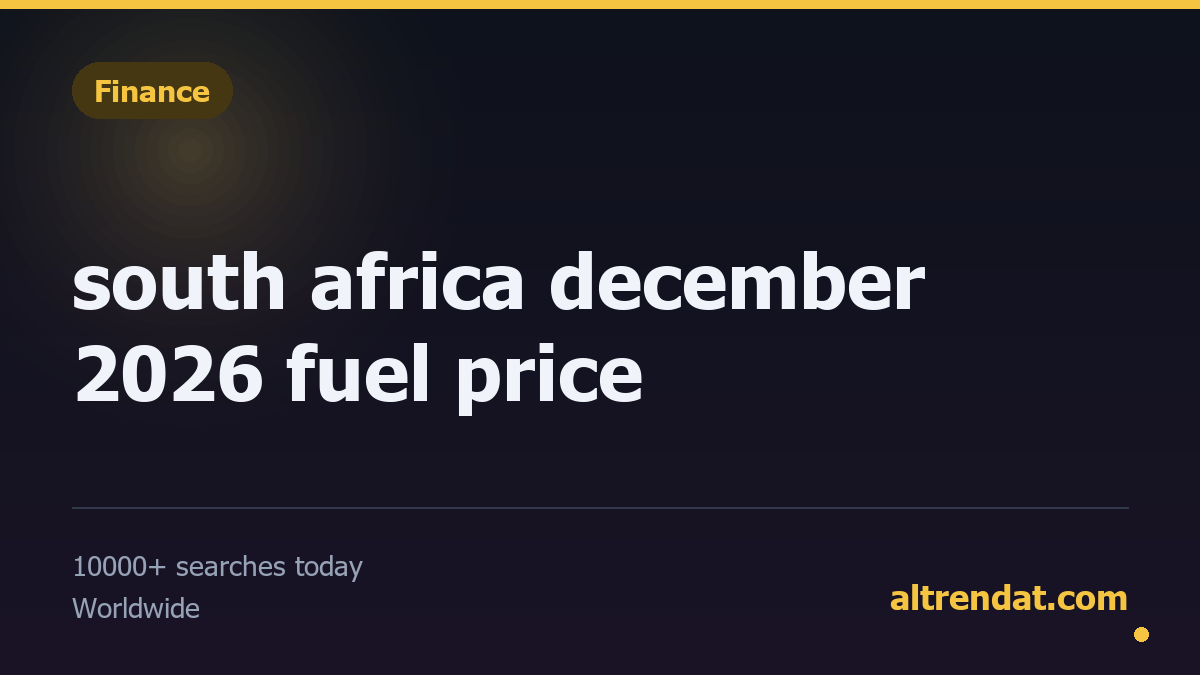 Finance
south africa december
2026 fuel price
10000+ searches today
Worldwide
altrendat.com